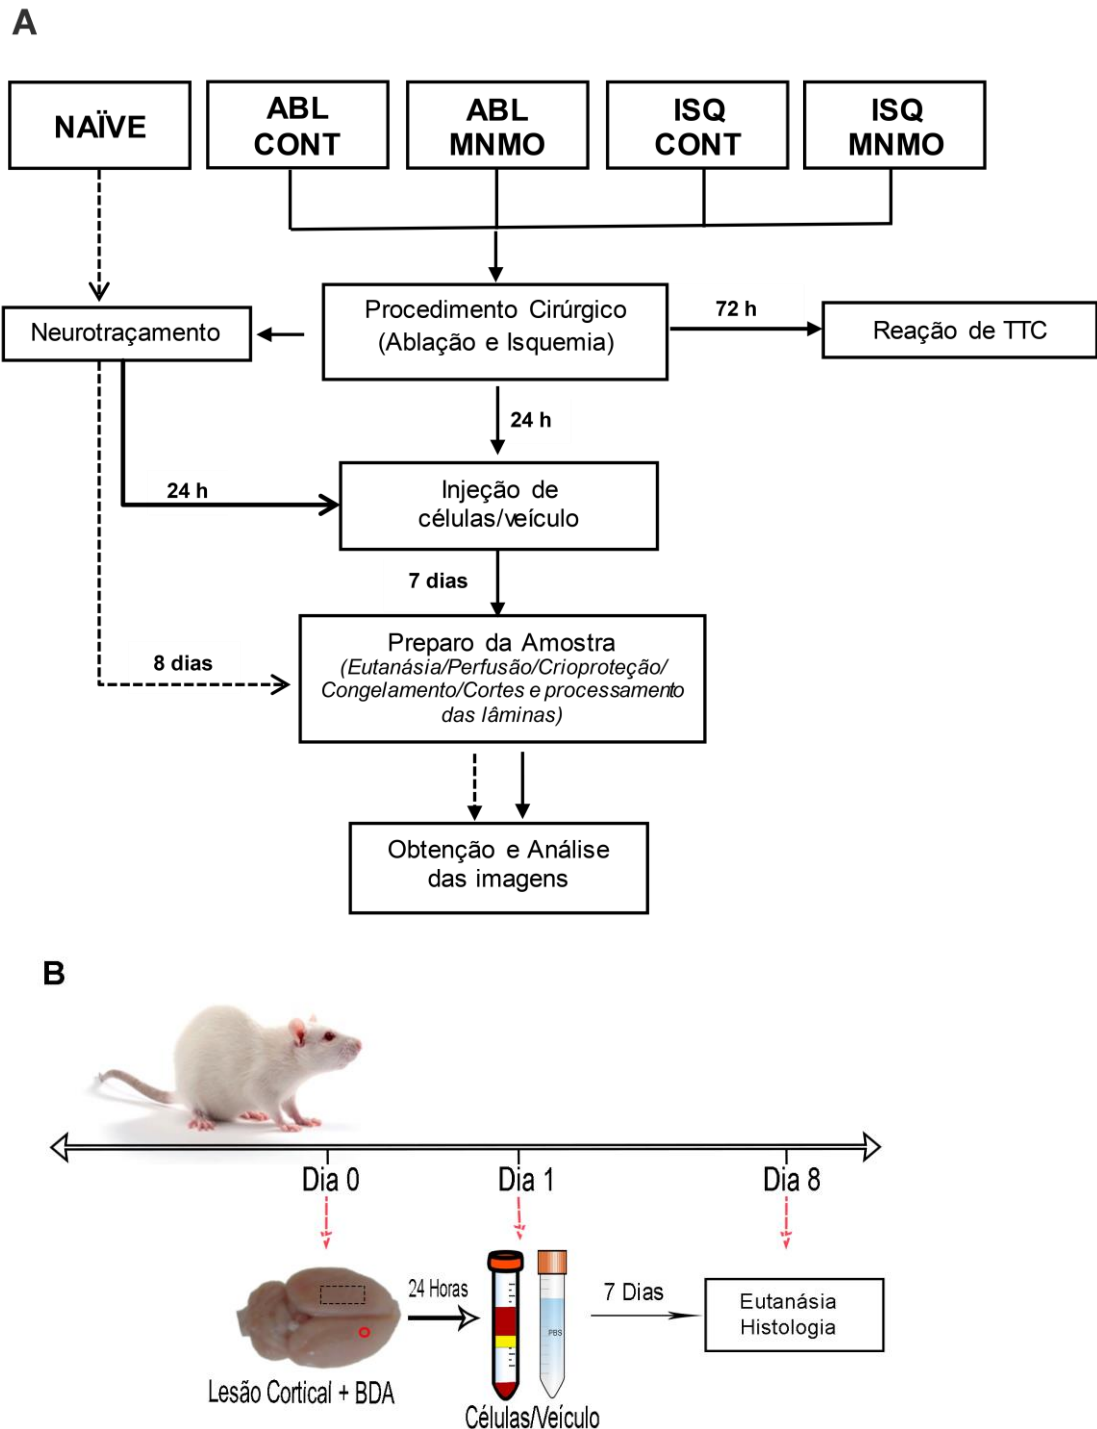 A
NAÏVE
ABL
CONT
ABL
MNMO
ISQ
CONT
ISQ
MNMO
Neurotraçamento
Procedimento Cirúrgico
(Ablação e Isquemia)
72 h
Reação de TTC
24 h
24 h
Injeção de
células/veículo
7 dias
8 dias
Preparo da Amostra
(Eutanásia/Perfusão/Crioproteção/
Congelamento/Cortes e processamento
das lâminas)
Obtenção e Análise
das imagens
B
Dia 0
Dia 1
Dia 8
24 Horas
7 Dias
PBS
Eutanásia
Histologia
Lesão Cortical + BDA
Células/Veículo